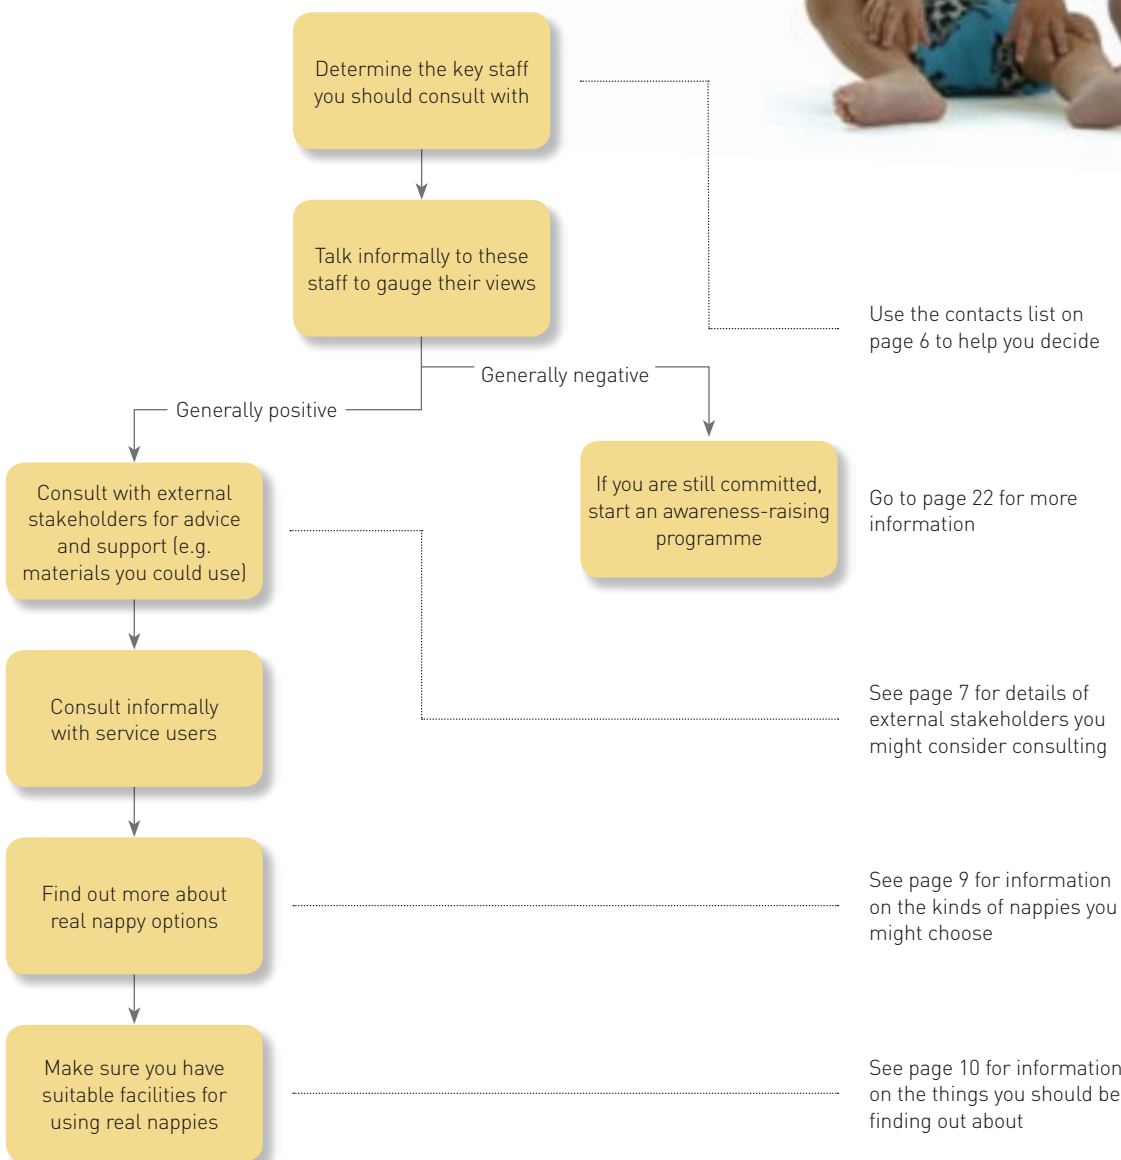 Determine the key staff
you should consult with
Talk informally to these
staff to gauge their views
Use the contacts list on
page 6 to help you decide
Generally negative
Generally positive
Consult with external
stakeholders for advice
and support (e.g.
materials you could use)
If you are still committed,
start an awareness-raising
programme
Go to page 22 for more
information
Consult informally
with service users
See page 7 for details of
external stakeholders you
might consider consulting
Find out more about
real nappy options
See page 9 for information
on the kinds of nappies you
might choose
Make sure you have
suitable facilities for
using real nappies
See page 10 for information
on the things you should be
finding out about